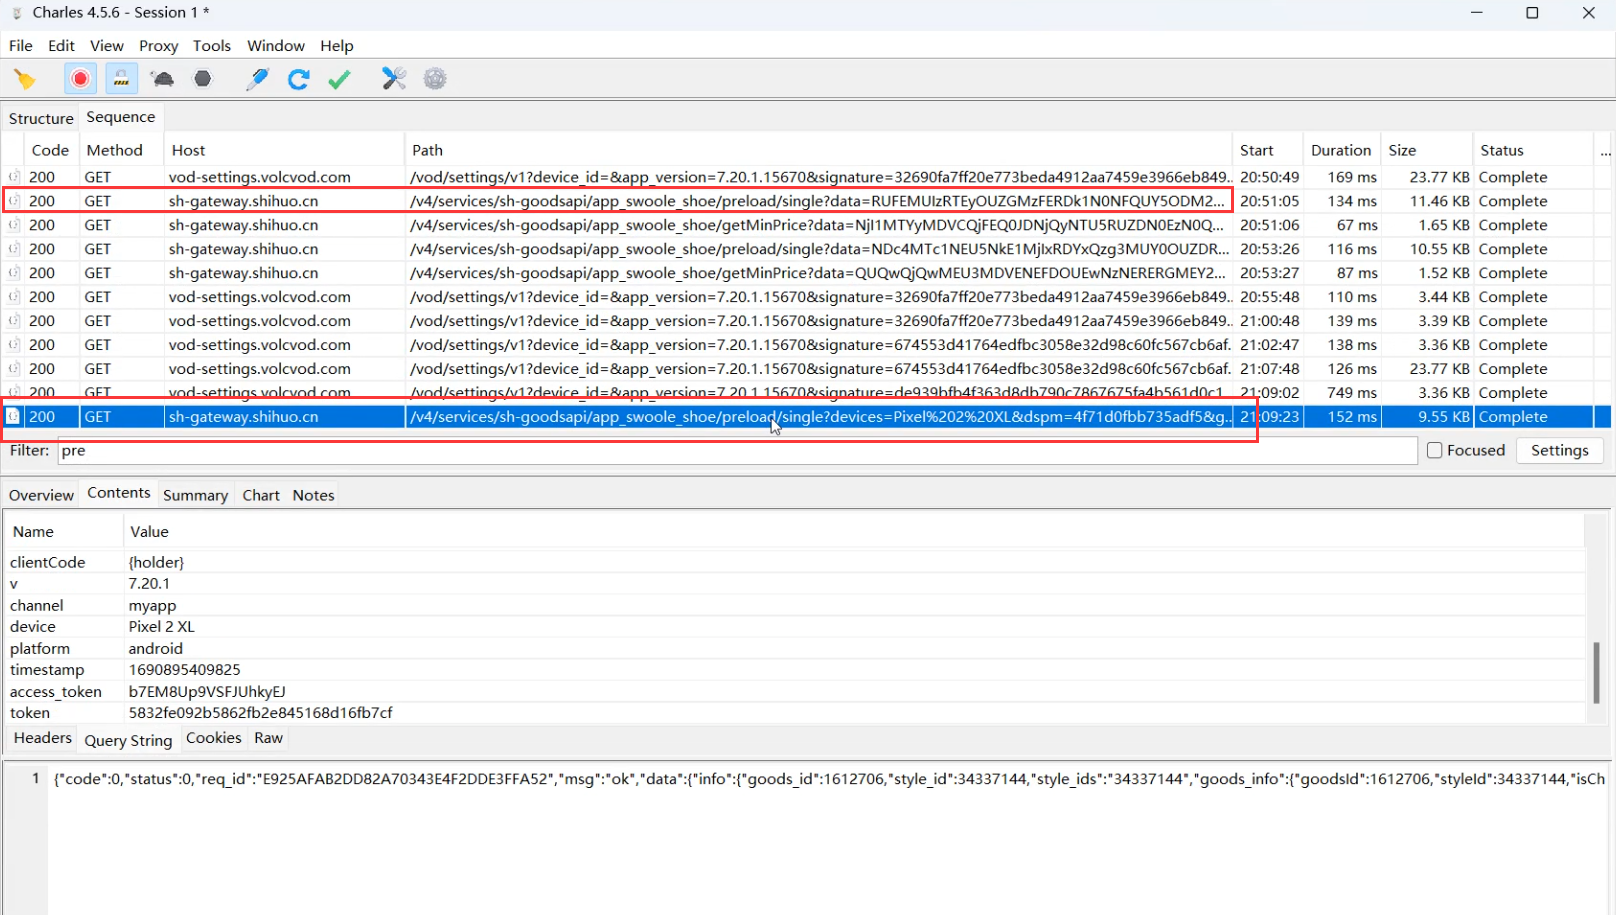 Charles 4.5.6 - Session 1 *
File Edit View Proxy Tools Window Help
Structure Sequence
Code Method Host Path Start Duration Size Status ...
200 GET vod-settings.volcvod.com /vod/settings/v1?device_id=&app_version=7.20.1.15670&signature=32690fa7ff20e773beda4912aa7459e3966eb849... 20:50:49 169 ms 23.77 KB Complete
200 GET sh-gateway.shihuo.cn /v4/services/sh-goodsapi/app_swoole_shoe/preload/single?data=RUFEMUIzRTEyOUZGMzFERDk1N0NFQUY5ODM2... 20:51:05 134 ms 11.46 KB Complete
200 GET sh-gateway.shihuo.cn /v4/services/sh-goodsapi/app_swoole_shoe/getMinPrice?data=NjI1MTYyMDVCQjFEQ0JDNjQyNTU5RUZDN0EzN0Q... 20:51:06 67 ms 1.65 KB Complete
200 GET sh-gateway.shihuo.cn /v4/services/sh-goodsapi/app_swoole_shoe/preload/single?data=NDc4MTc1NEU5NkE1MjIxRDYxQzg3MUY0OUZDR... 20:53:26 116 ms 10.55 KB Complete
200 GET sh-gateway.shihuo.cn /v4/services/sh-goodsapi/app_swoole_shoe/getMinPrice?data=QUQwQjQwMEU3MDVENEFDOUEwNzNERERGMEY2... 20:53:27 87 ms 1.52 KB Complete
200 GET vod-settings.volcvod.com /vod/settings/v1?device_id=&app_version=7.20.1.15670&signature=32690fa7ff20e773beda4912aa7459e3966eb849... 20:55:48 110 ms 3.44 KB Complete
200 GET vod-settings.volcvod.com /vod/settings/v1?device_id=&app_version=7.20.1.15670&signature=32690fa7ff20e773beda4912aa7459e3966eb849... 21:00:48 139 ms 3.39 KB Complete
200 GET vod-settings.volcvod.com /vod/settings/v1?device_id=&app_version=7.20.1.15670&signature=674553d41764edfbc3058e32d98c60fc567cb6af... 21:02:47 138 ms 3.36 KB Complete
200 GET vod-settings.volcvod.com /vod/settings/v1?device_id=&app_version=7.20.1.15670&signature=674553d41764edfbc3058e32d98c60fc567cb6af... 21:07:48 126 ms 23.77 KB Complete
200 GET vod-settings.volcvod.com /vod/settings/v1?device_id=&app_version=7.20.1.15670&signature=de939bfb4f363d8db790c7867675fa4b561d0c1... 21:09:02 749 ms 3.36 KB Complete
200 GET sh-gateway.shihuo.cn /v4/services/sh-goodsapi/app_swoole_shoe/preload/single?devices=Pixel%202%20XL&dspm=4f71d0fbb735adf5&g... 21:09:23 152 ms 9.55 KB Complete
Filter: pre Focused Settings
Overview Contents Summary Chart Notes
Name Value
clientCode {holder}
v 7.20.1
channel myapp
device Pixel 2 XL
platform android
timestamp 1690895409825
access_token b7EM8Up9VSFJUhkyEJ
token 5832fe092b5862fb2e845168d16fb7cf
Headers Query String Cookies Raw
1 {"code":0,"status":0,"req_id":"E925AFAB2DD82A70343E4F2DDE3FFA52","msg":"ok","data":{"info":{"goods_id":1612706,"style_id":34337144,"style_ids":"34337144","goods_info":{"goodsId":1612706,"styleId":34337144,"isCh